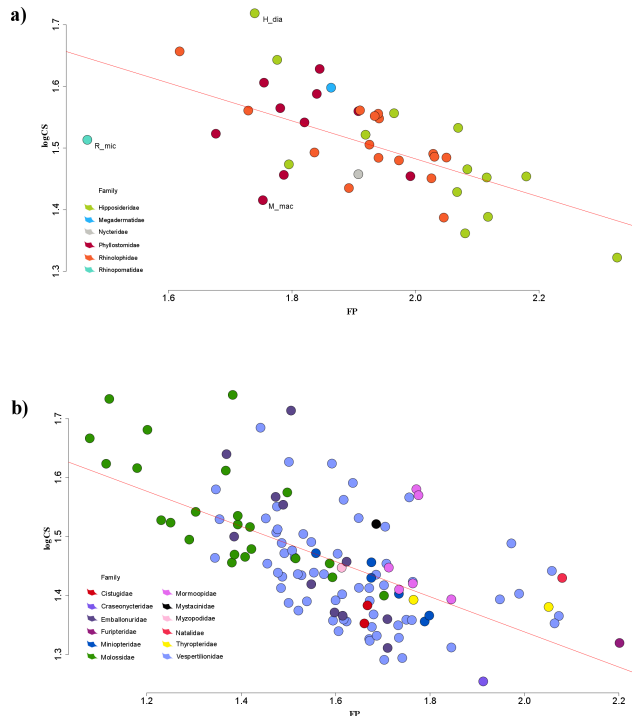 a)
1.7
1.6
1.5
1.4
1.3
logCS
H_dia
R_mic
M_mac
Family
Hipposideridae
Megadermatidae
Nycteridae
Phyllostomidae
Rhinolophidae
Rhinopomatidae
1.6 1.8 2.0 2.2
FP
b)
1.7
1.6
1.5
1.4
1.3
logCS
Family
Cistugidae
Craseonycteridae
Emballonuridae
Furipteridae
Miniopteridae
Molossidae
Mormoopidae
Mystacinidae
Myzopodidae
Natalidae
Thyropteridae
Vespertilionidae
1.2 1.4 1.6 1.8 2.0 2.2
FP